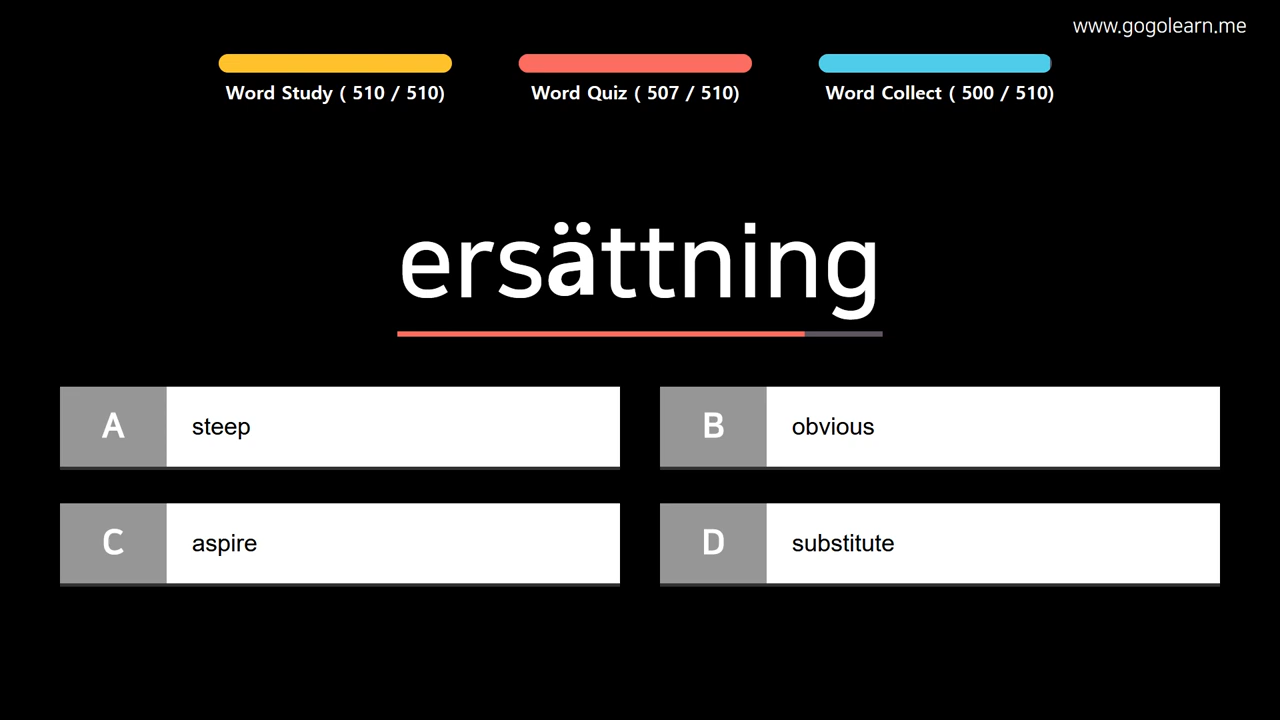 www.gogolearn.me
Word Study ( 510 / 510)
Word Quiz ( 507 / 510)
Word Collect ( 500 / 510)
ersättning
A
steep
B
obvious
C
aspire
D
substitute